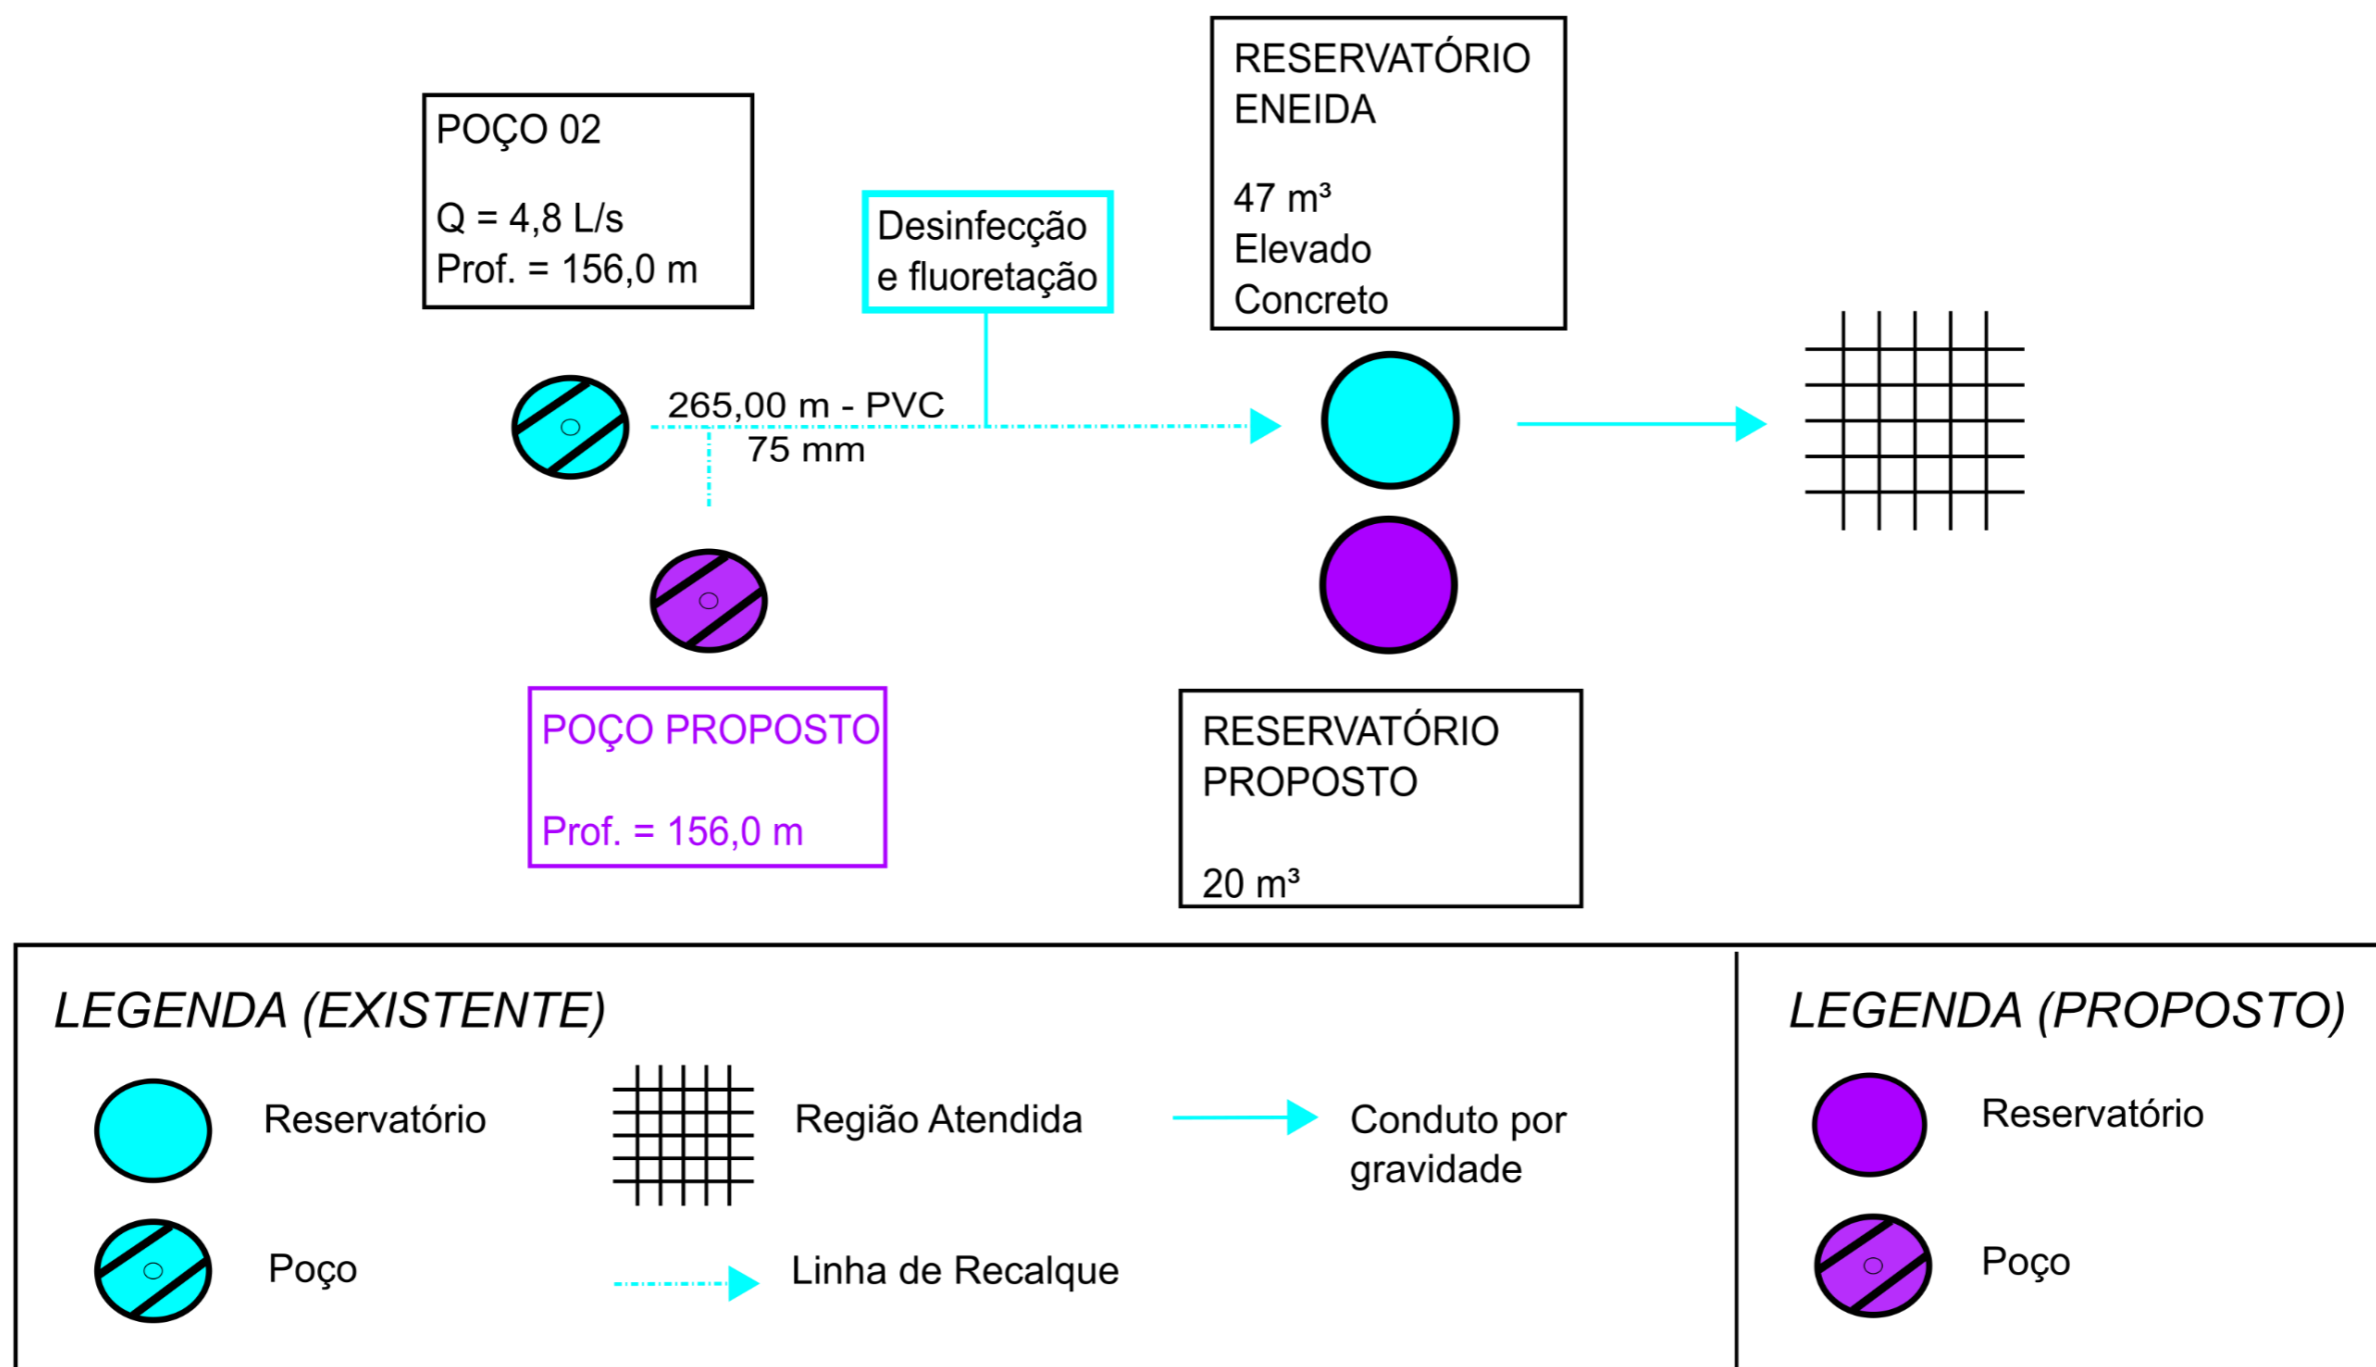 POÇO 02
Q = 4,8 L/s
Prof. = 156,0 m
Desinfecção
e fluoretação
RESERVATÓRIO
ENEIDA
47 m³
Elevado
Concreto
265,00 m - PVC
75 mm
POÇO PROPOSTO
Prof. = 156,0 m
RESERVATÓRIO
PROPOSTO
20 m³
LEGENDA (EXISTENTE)
Reservatório
Região Atendida
Conduto por
gravidade
Poço
Linha de Recalque
LEGENDA (PROPOSTO)
Reservatório
Poço